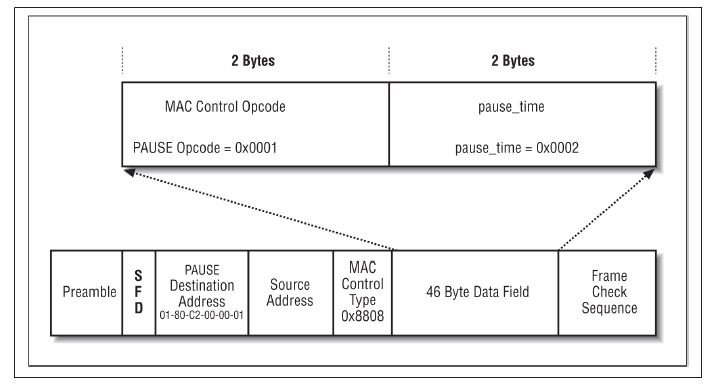 2 Bytes
2 Bytes
MAC Control Opcode
pause_time
PAUSE Opcode = 0x0001
pause_time = 0x0002
Preamble
S
F
D
PAUSE
Destination
Address
01-80-C2-00-00-01
Source
Address
MAC
Control
Type
0x8808
46 Byte Data Field
Frame
Check
Sequence